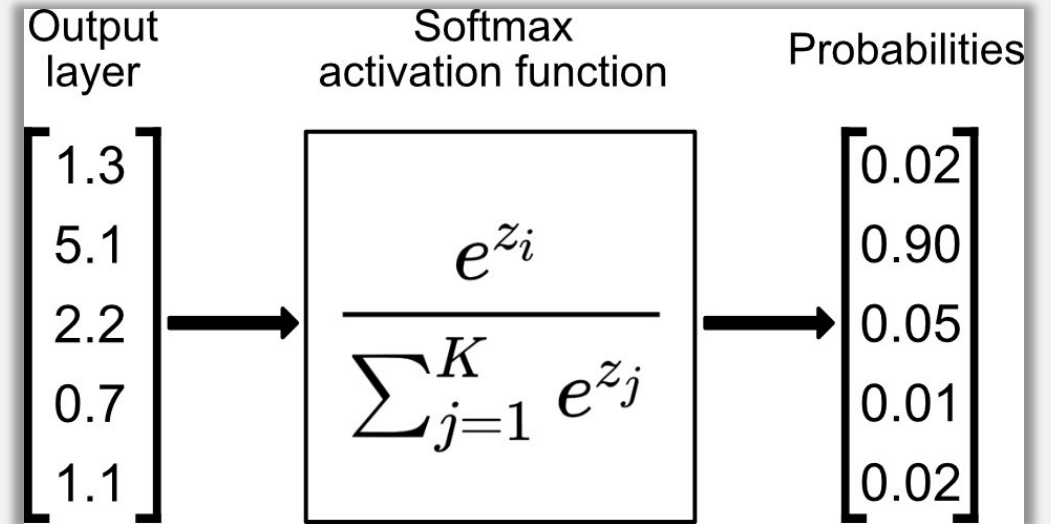 Output
layer
Softmax
activation function
Probabilities
1.3
5.1
2.2
0.7
1.1
e^{z_i}
∑_{j=1}^{K} e^{z_j}
0.02
0.90
0.05
0.01
0.02